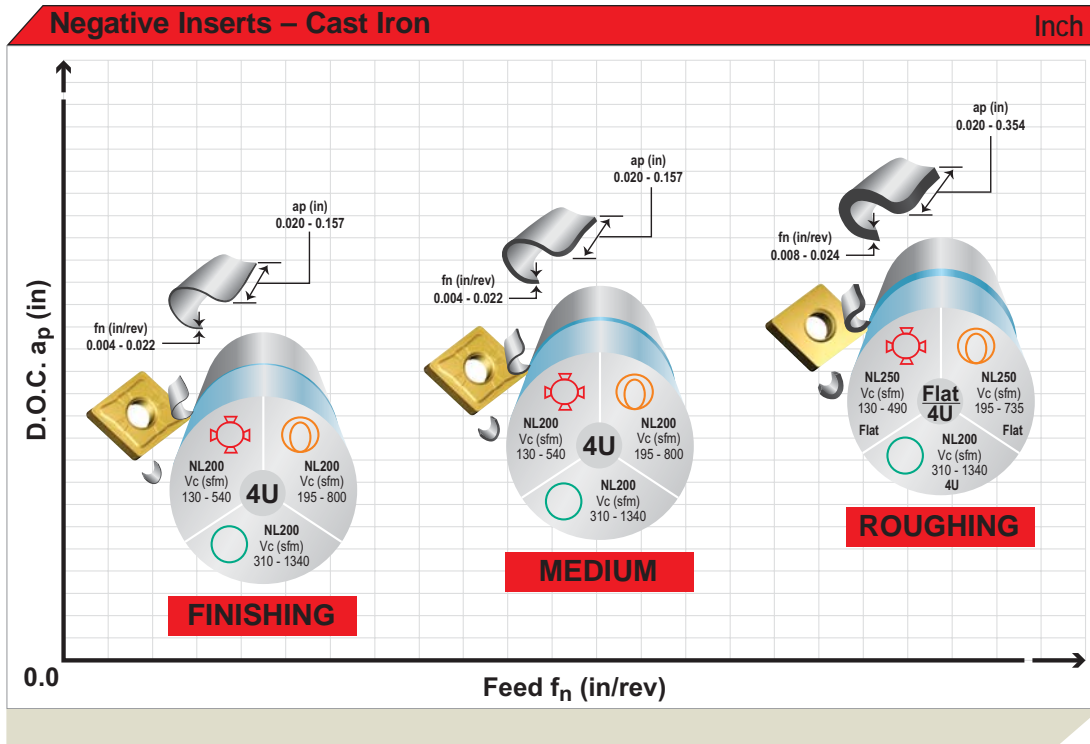 Negative Inserts – Cast Iron
Inch
D.O.C. ap (in)
ap (in)
0.020 - 0.157
fn (in/rev)
0.004 - 0.022
NL200
Vc (sfm)
130 - 540
NL200
Vc (sfm)
195 - 800
4U
NL200
Vc (sfm)
310 - 1340
FINISHING
ap (in)
0.020 - 0.157
fn (in/rev)
0.004 - 0.022
NL200
Vc (sfm)
130 - 540
NL200
Vc (sfm)
195 - 800
4U
NL200
Vc (sfm)
310 - 1340
MEDIUM
ap (in)
0.020 - 0.354
fn (in/rev)
0.008 - 0.024
NL250
Vc (sfm)
130 - 490
Flat
NL250
Vc (sfm)
195 - 735
Flat
Flat
4U
NL200
Vc (sfm)
310 - 1340
4U
ROUGHING
0.0
Feed fn (in/rev)